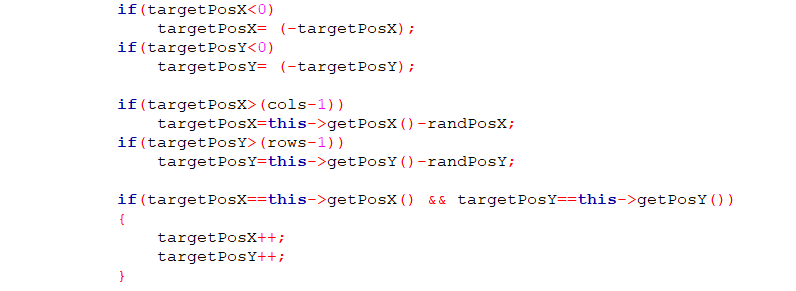 if(targetPosX<0)
    targetPosX= (-targetPosX);
if(targetPosY<0)
    targetPosY= (-targetPosY);

if(targetPosX>(cols-1))
    targetPosX=this->getPosX()-randPosX;
if(targetPosY>(rows-1))
    targetPosY=this->getPosY()-randPosY;

if(targetPosX==this->getPosX() && targetPosY==this->getPosY())
{
    targetPosX++;
    targetPosY++;
}